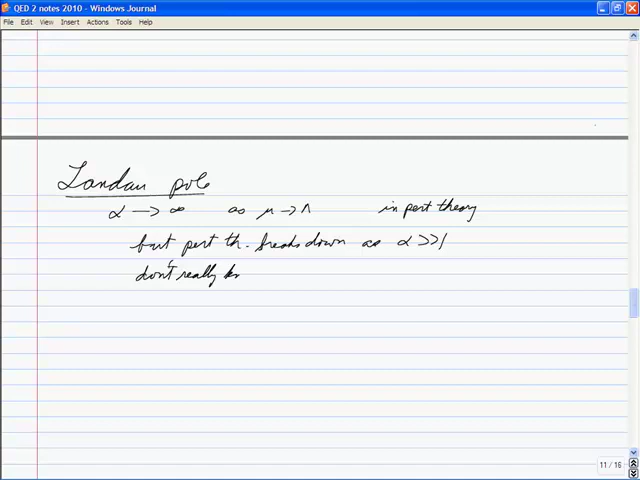 QED 2 notes 2010 - Windows Journal
File Edit View Insert Actions Tools Help
Landau pole
α → ∞ as μ → Λ in pert theory
but pert th. breaks down as α >> 1
don't really kn
11 / 16